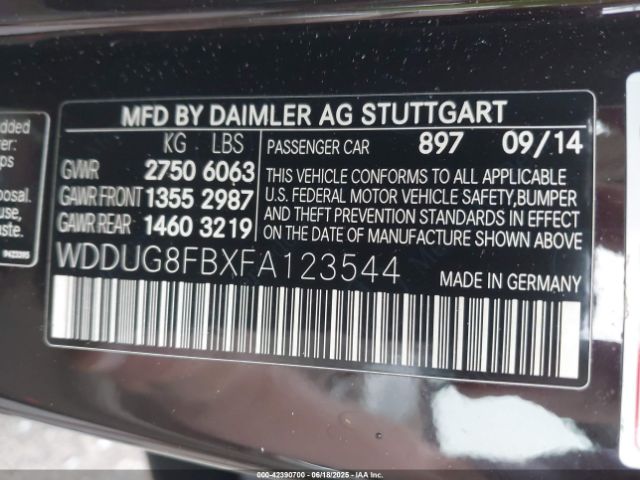 dded
rter:
ps
posal.
use,
aste.
MFD BY DAIMLER AG STUTTGART
KG LBS
GVWR 2750 6063
GAWR FRONT 1355 2987
GAWR REAR 1460 3219
PASSENGER CAR 897 09/14
THIS VEHICLE CONFORMS TO ALL APPLICABLE
U.S. FEDERAL MOTOR VEHICLE SAFETY,BUMPER
AND THEFT PREVENTION STANDARDS IN EFFECT
ON THE DATE OF MANUFACTURE SHOWN ABOVE.
WDDUG8FBXFA123544
MADE IN GERMANY
000-42390700 - 06/18/2025 - IAA Inc.